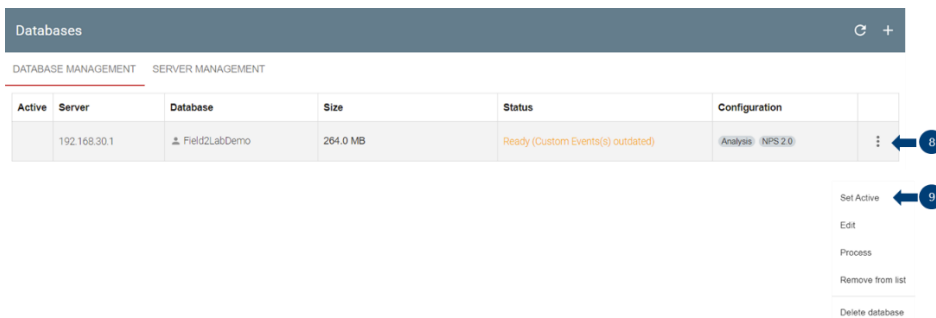 Databases
DATABASE MANAGEMENT SERVER MANAGEMENT
Active Server Database Size Status Configuration
192.168.30.1 Field2LabDemo 264.0 MB Ready (Custom Events(s) outdated) Analysis NPS 2.0
8
Set Active
9
Edit
Process
Remove from list
Delete database